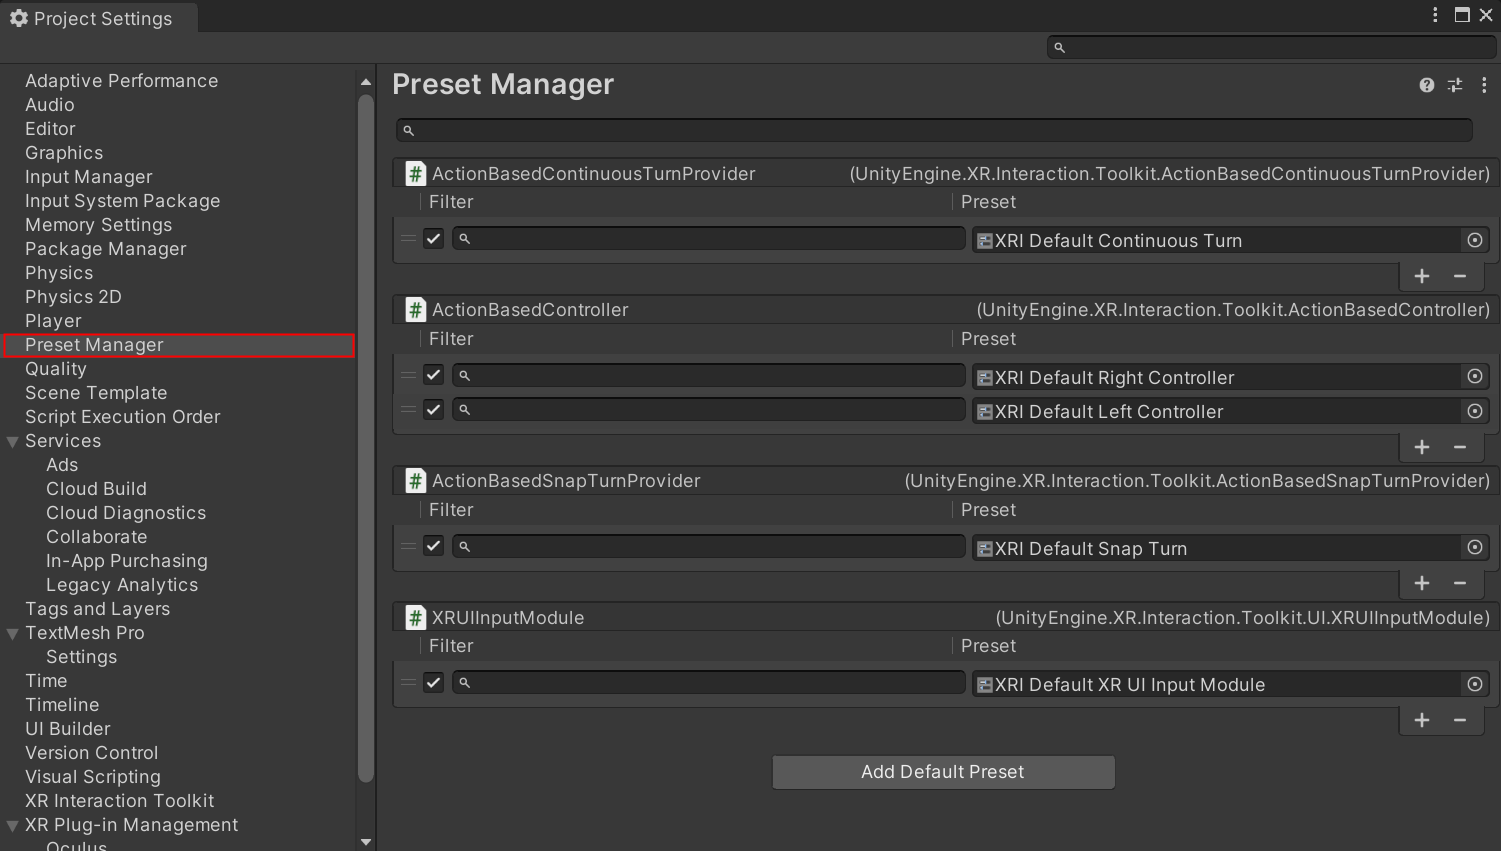 Project Settings
Adaptive Performance
Audio
Editor
Graphics
Input Manager
Input System Package
Memory Settings
Package Manager
Physics
Physics 2D
Player
Preset Manager
Quality
Scene Template
Script Execution Order
Services
Ads
Cloud Build
Cloud Diagnostics
Collaborate
In-App Purchasing
Legacy Analytics
Tags and Layers
TextMesh Pro
Settings
Time
Timeline
UI Builder
Version Control
Visual Scripting
XR Interaction Toolkit
XR Plug-in Management
Oculus
Preset Manager
# ActionBasedContinuousTurnProvider (UnityEngine.XR.Interaction.Toolkit.ActionBasedContinuousTurnProvider)
Filter Preset
XRI Default Continuous Turn
+ −
# ActionBasedController (UnityEngine.XR.Interaction.Toolkit.ActionBasedController)
Filter Preset
XRI Default Right Controller
XRI Default Left Controller
+ −
# ActionBasedSnapTurnProvider (UnityEngine.XR.Interaction.Toolkit.ActionBasedSnapTurnProvider)
Filter Preset
XRI Default Snap Turn
+ −
# XRUIInputModule (UnityEngine.XR.Interaction.Toolkit.UI.XRUIInputModule)
Filter Preset
XRI Default XR UI Input Module
+ −
Add Default Preset